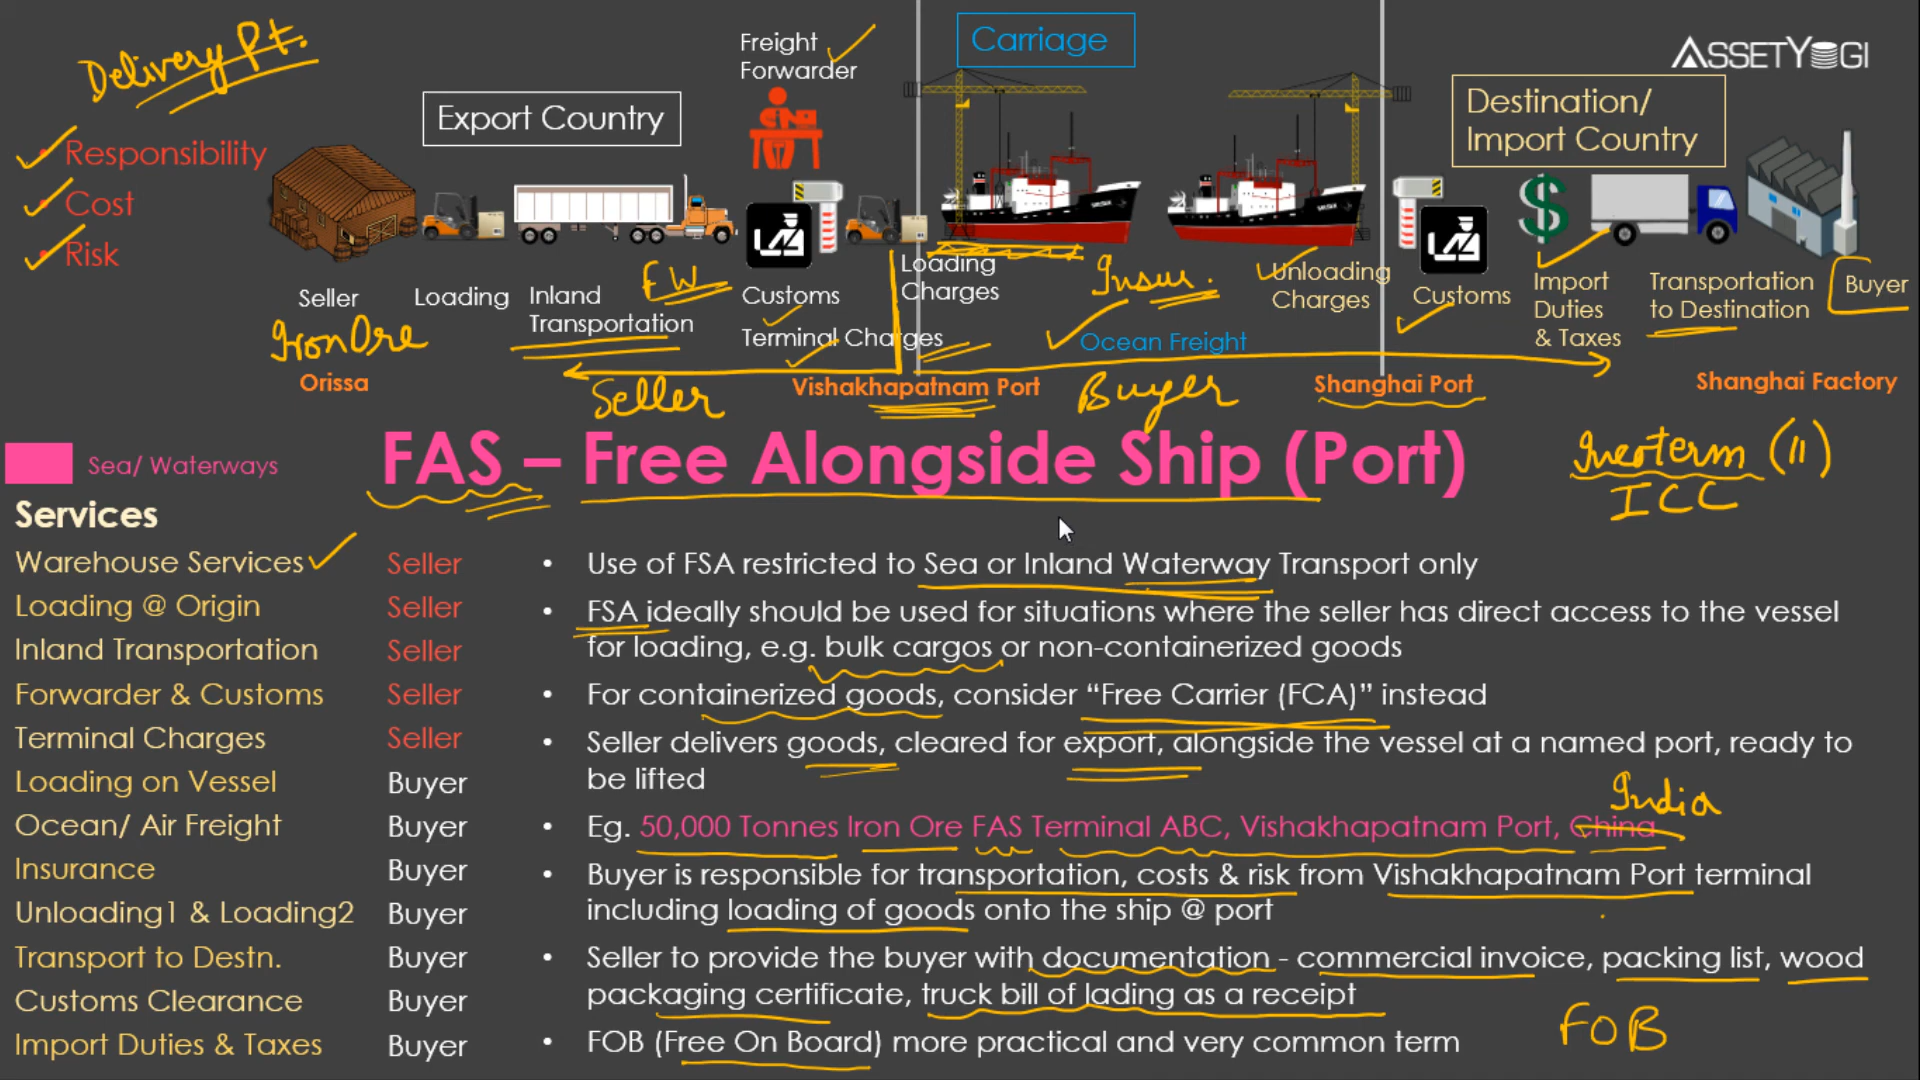 Delivery Pt.
Responsibility
Cost
Risk
Export Country
Freight
Forwarder
Carriage
ASSETYOGI
Destination/
Import Country
Seller
Loading
Inland
Transportation
FW
Customs
Terminal Charges
Loading
Charges
Insur.
Ocean Freight
Unloading
Charges
Customs
Import
Duties
& Taxes
Transportation
to Destination
Buyer
Iron Ore
Orissa
Seller
Vishakhapatnam Port
Buyer
Shanghai Port
Shanghai Factory
Sea/ Waterways
FAS – Free Alongside Ship (Port)
Incoterm (11)
ICC
Services
Warehouse Services Seller
Loading @ Origin Seller
Inland Transportation Seller
Forwarder & Customs Seller
Terminal Charges Seller
Loading on Vessel Buyer
Ocean/ Air Freight Buyer
Insurance Buyer
Unloading1 & Loading2 Buyer
Transport to Destn. Buyer
Customs Clearance Buyer
Import Duties & Taxes Buyer
• Use of FSA restricted to Sea or Inland Waterway Transport only
• FSA ideally should be used for situations where the seller has direct access to the vessel
for loading, e.g. bulk cargos or non-containerized goods
• For containerized goods, consider “Free Carrier (FCA)” instead
• Seller delivers goods, cleared for export, alongside the vessel at a named port, ready to
be lifted
India
• Eg. 50,000 Tonnes Iron Ore FAS Terminal ABC, Vishakhapatnam Port, China
• Buyer is responsible for transportation, costs & risk from Vishakhapatnam Port terminal
including loading of goods onto the ship @ port
• Seller to provide the buyer with documentation - commercial invoice, packing list, wood
packaging certificate, truck bill of lading as a receipt
• FOB (Free On Board) more practical and very common term
FOB